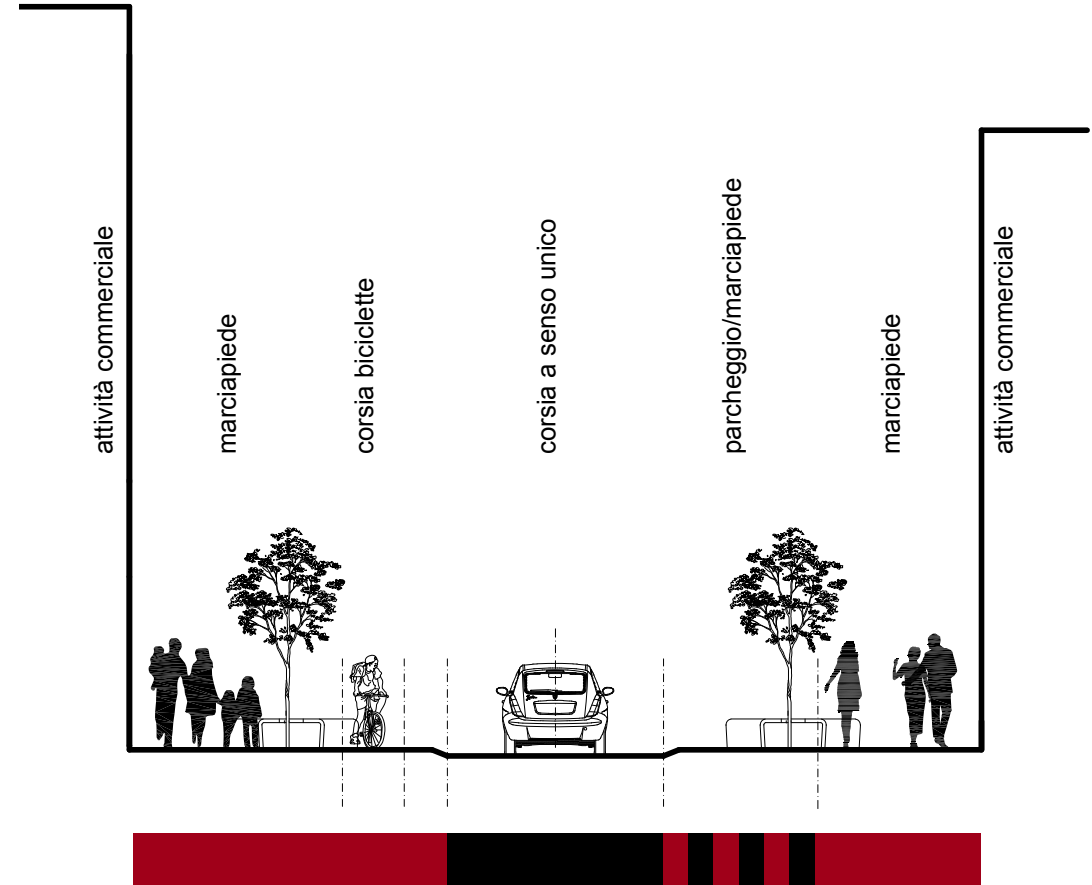 attività commerciale
marciapiede
corsia biciclette
corsia a senso unico
parcheggio/marciapiede
marciapiede
attività commerciale